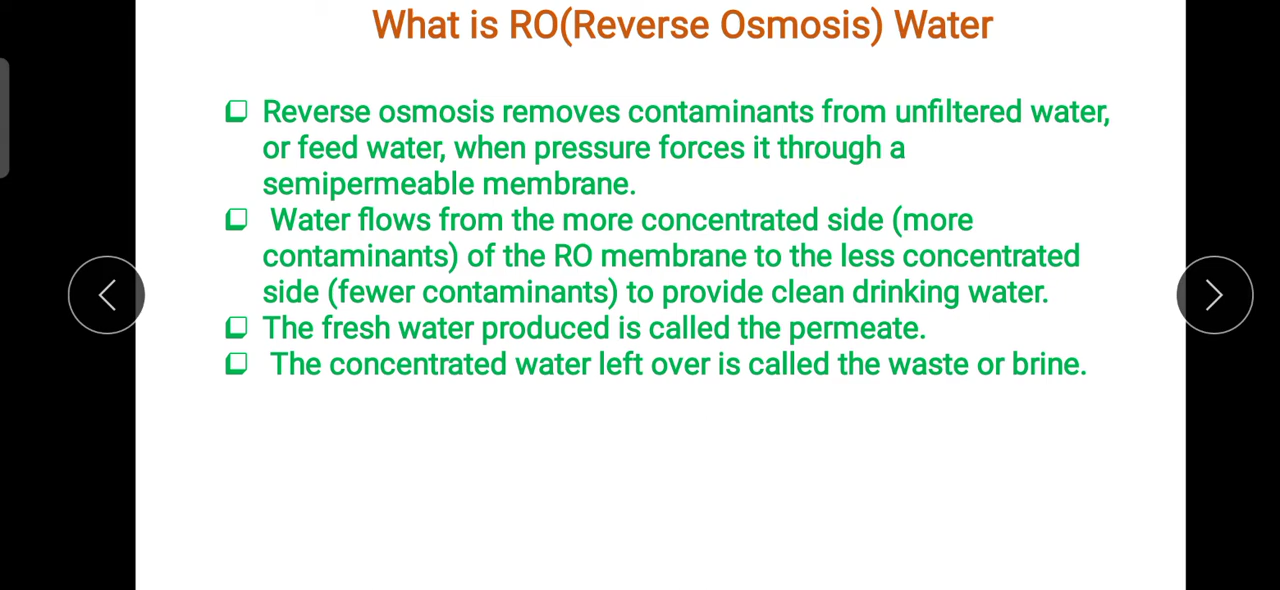 What is RO(Reverse Osmosis) Water
❑ Reverse osmosis removes contaminants from unfiltered water,
or feed water, when pressure forces it through a
semipermeable membrane.
❑ Water flows from the more concentrated side (more
contaminants) of the RO membrane to the less concentrated
side (fewer contaminants) to provide clean drinking water.
❑ The fresh water produced is called the permeate.
❑ The concentrated water left over is called the waste or brine.